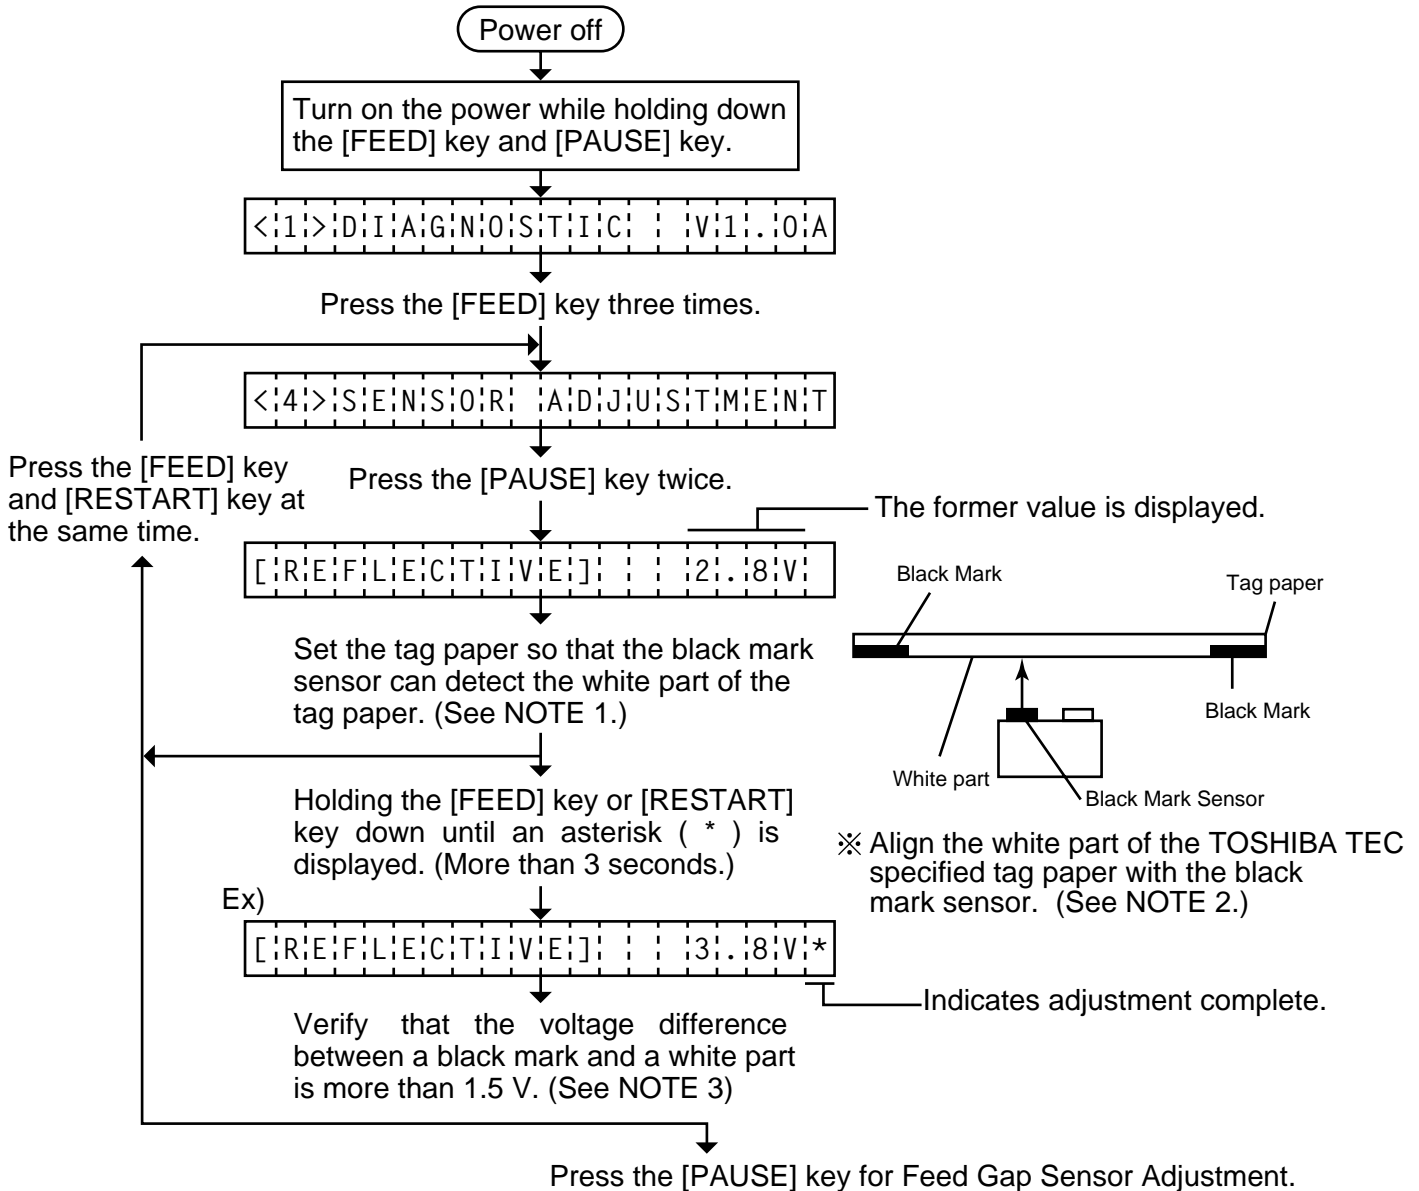 Power off
Turn on the power while holding down
the [FEED] key and [PAUSE] key.
<1>DIAGNOSTIC  V1.0A
Press the [FEED] key three times.
<4>SENSOR ADJUSTMENT
Press the [FEED] key
and [RESTART] key at
the same time.
Press the [PAUSE] key twice.
The former value is displayed.
[REFLECTIVE]   2.8V
Black Mark
Tag paper
Set the tag paper so that the black mark
sensor can detect the white part of the
tag paper. (See NOTE 1.)
Black Mark
White part
Black Mark Sensor
Holding the [FEED] key or [RESTART]
key down until an asterisk ( * ) is
displayed. (More than 3 seconds.)
※ Align the white part of the TOSHIBA TEC
specified tag paper with the black
mark sensor. (See NOTE 2.)
Ex)
[REFLECTIVE]   3.8V*
Indicates adjustment complete.
Verify that the voltage difference
between a black mark and a white part
is more than 1.5 V. (See NOTE 3)
Press the [PAUSE] key for Feed Gap Sensor Adjustment.